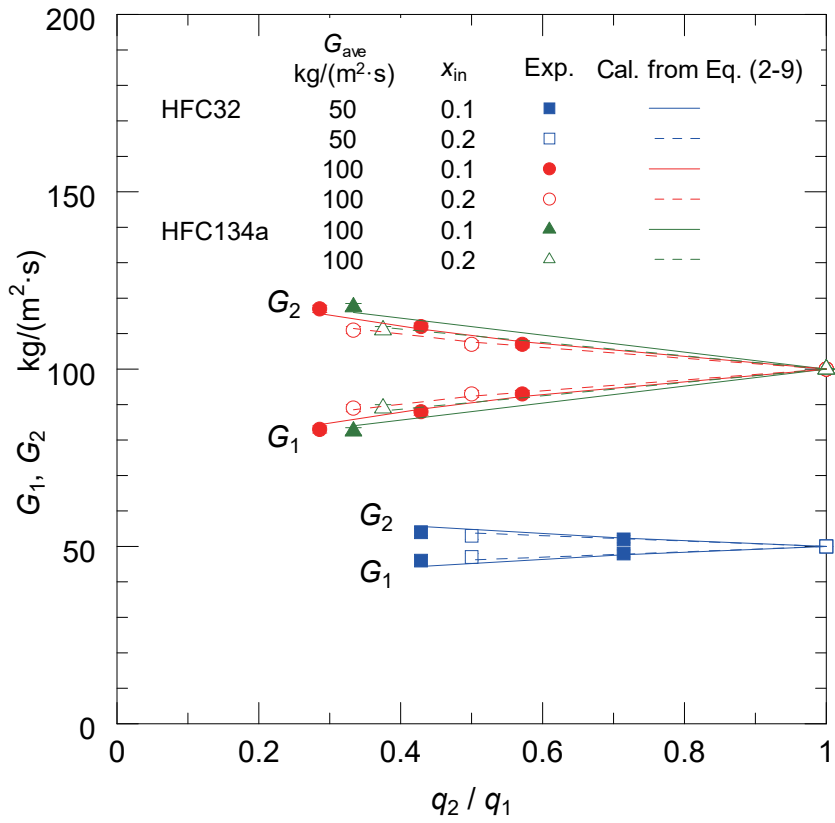 200
150
100
50
0
G₁, G₂ kg/(m²·s)
G_ave
kg/(m²·s) x_in Exp. Cal. from Eq. (2-9)
HFC32 50 0.1
50 0.2
100 0.1
100 0.2
HFC134a 100 0.1
100 0.2
G₂
G₁
G₂
G₁
0 0.2 0.4 0.6 0.8 1
q₂ / q₁